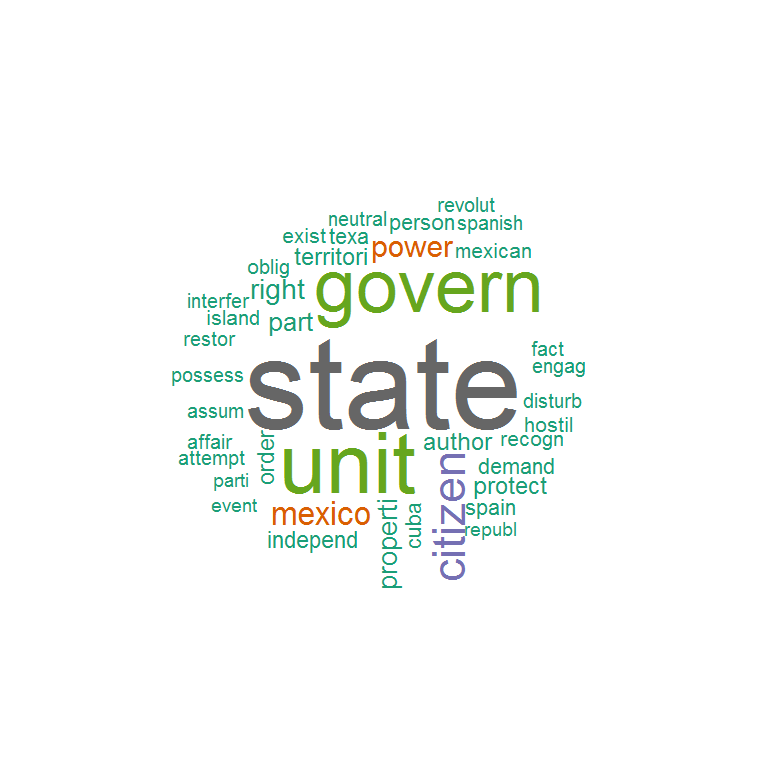 revolut
neutral person spanish
exist texa power mexican
oblig territori
interfer right govern
island part
restor state fact
possess engag
assum disturb
affair order unit author recogn hostil
attempt citizen demand
parti protect
event mexico properti cuba spain
independ republ